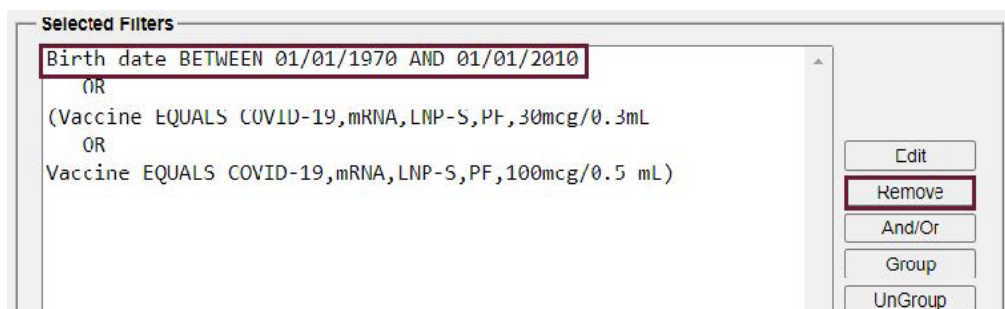 Selected Filters
Birth date BETWEEN 01/01/1970 AND 01/01/2010
OR
(Vaccine EQUALS COVID-19,mRNA,LNP-S,PF,30mcg/0.3mL
OR
Vaccine EQUALS COVID-19,mRNA,LNP-S,PF,100mcg/0.5 mL)
Edit
Remove
And/Or
Group
UnGroup